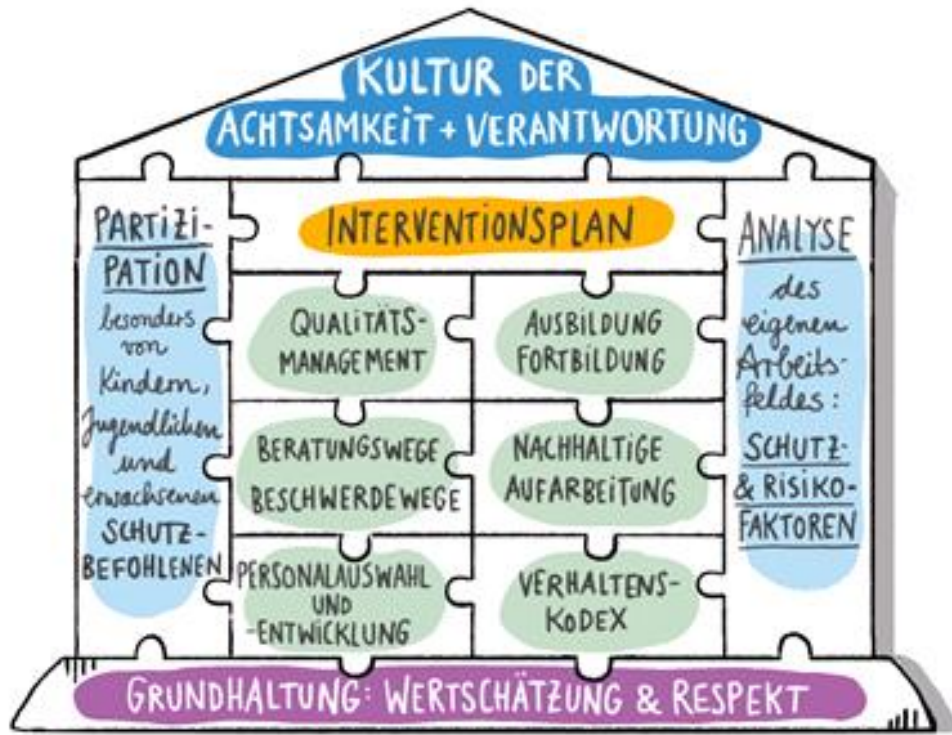 KULTUR DER
ACHTSAMKEIT + VERANTWORTUNG
PARTIZI-
PATION
besonders
von
Kindern,
Jugendlichen
und
erwachsenen
SCHUTZ-
BEFOHLENEN
INTERVENTIONSPLAN
QUALITÄTS-
MANAGEMENT
AUSBILDUNG
FORTBILDUNG
BERATUNGSWEGE
BESCHWERDEWEGE
NACHHALTIGE
AUFARBEITUNG
PERSONALAUSWAHL
UND
-ENTWICKLUNG
VERHALTENS-
KODEX
ANALYSE
des
eigenen
Arbeits-
feldes:
SCHUTZ-
& RISIKO-
FAKTOREN
GRUNDHALTUNG: WERTSCHÄTZUNG & RESPEKT